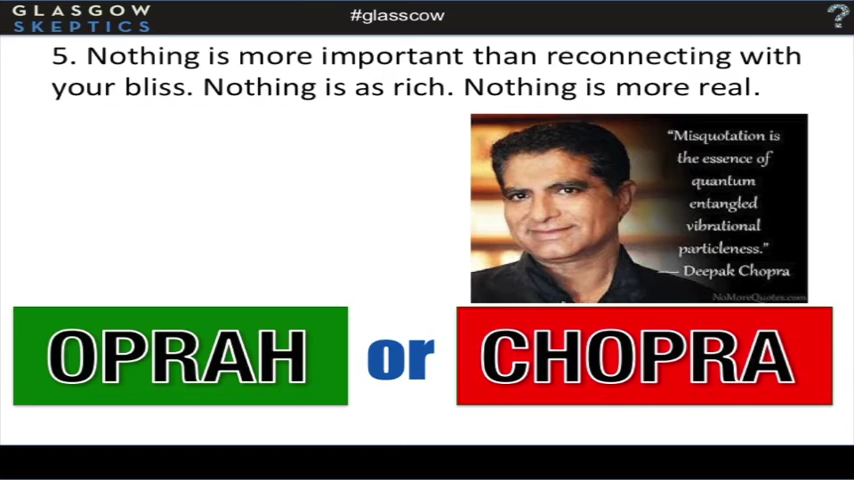 GLASGOW
SKEPTICS
#glasscow
?
5. Nothing is more important than reconnecting with
your bliss. Nothing is as rich. Nothing is more real.
“Misquotation is
the essence of
quantum
entangled
vibrational
particleness.”
— Deepak Chopra
NoMoreQuotes.com
OPRAH or CHOPRA